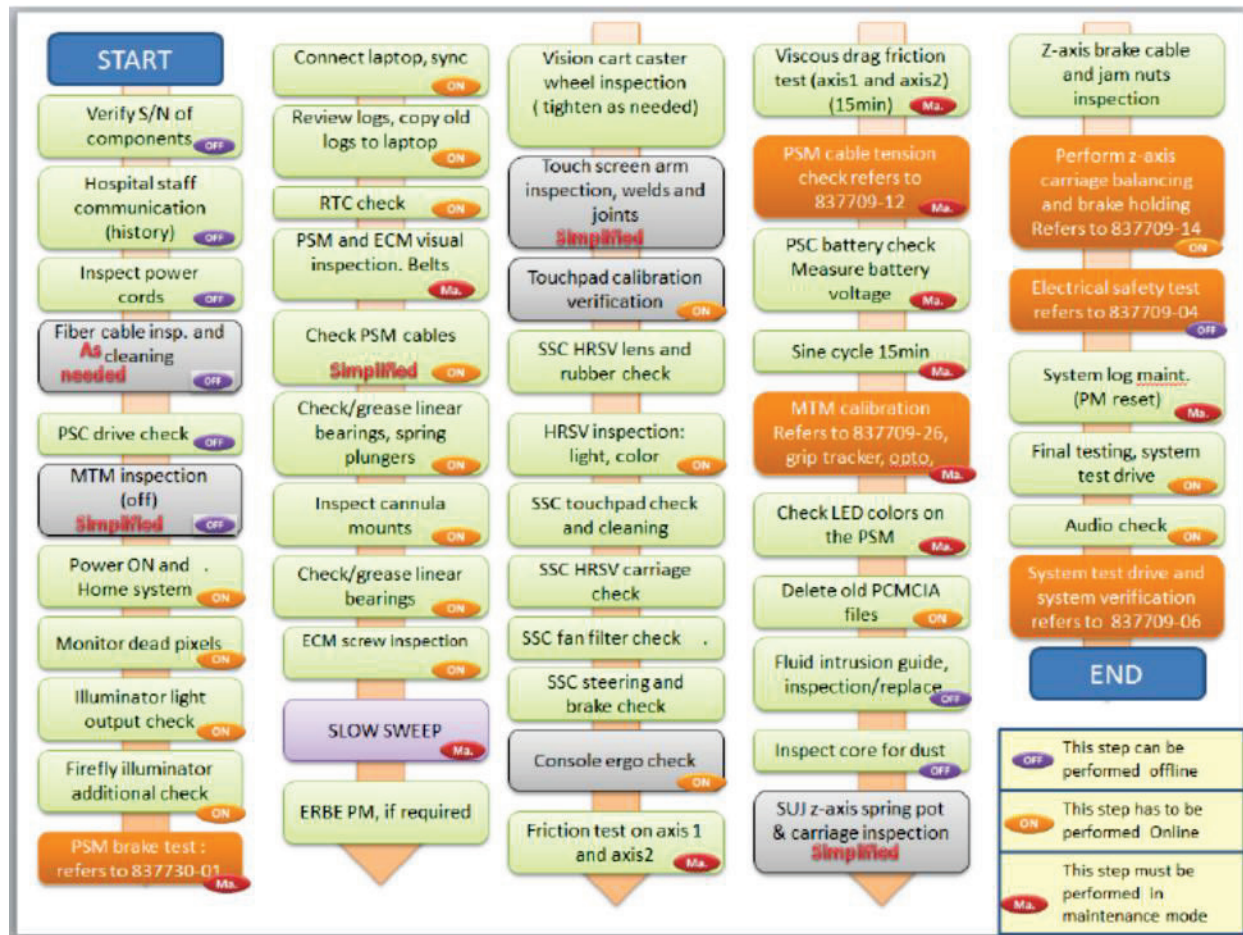 START
Verify S/N of
components
OFF
Hospital staff
communication
(history)
OFF
Inspect power
cords
OFF
Fiber cable insp. and
As cleaning
needed
OFF
PSC drive check
OFF
MTM inspection
(off)
Simplified
OFF
Power ON and .
Home system
ON
Monitor dead pixels
ON
Illuminator light
output check
ON
Firefly illuminator
additional check
ON
PSM brake test :
refers to 837730-01
Ma.
Connect laptop, sync
ON
Review logs, copy old
logs to laptop
ON
RTC check
ON
PSM and ECM visual
inspection. Belts
Ma.
Check PSM cables
Simplified
ON
Check/grease linear
bearings, spring
plungers
ON
Inspect cannula
mounts
ON
Check/grease linear
bearings
ON
ECM screw inspection
ON
SLOW SWEEP
Ma.
ERBE PM, if required
Vision cart caster
wheel inspection
( tighten as needed)
Touch screen arm
inspection, welds and
joints
Simplified
Touchpad calibration
verification
ON
SSC HRSV lens and
rubber check
HRSV inspection:
light, color
ON
SSC touchpad check
and cleaning
SSC HRSV carriage
check
SSC fan filter check .
SSC steering and
brake check
Console ergo check
ON
Friction test on axis 1
and axis2
Ma.
Viscous drag friction
test (axis1 and axis2)
(15min)
Ma.
PSM cable tension
check refers to
837709-12
Ma.
PSC battery check
Measure battery
voltage
Ma.
Sine cycle 15min
Ma.
MTM calibration
Refers to 837709-26,
grip tracker, opto,
Ma.
Check LED colors on
the PSM
Ma.
Delete old PCMCIA
files
ON
Fluid intrusion guide,
inspection/replace
OFF
Inspect core for dust
OFF
SUJ z-axis spring pot
& carriage inspection
Simplified
Z-axis brake cable
and jam nuts
inspection
Perform z-axis
carriage balancing
and brake holding
Refers to 837709-14
ON
Electrical safety test
refers to 837709-04
OFF
System log maint.
(PM reset)
Ma.
Final testing, system
test drive
ON
Audio check
ON
System test drive and
system verification
refers to 837709-06
END
OFF
This step can be
performed offline
ON
This step has to be
performed Online
Ma.
This step must be
performed in
maintenance mode